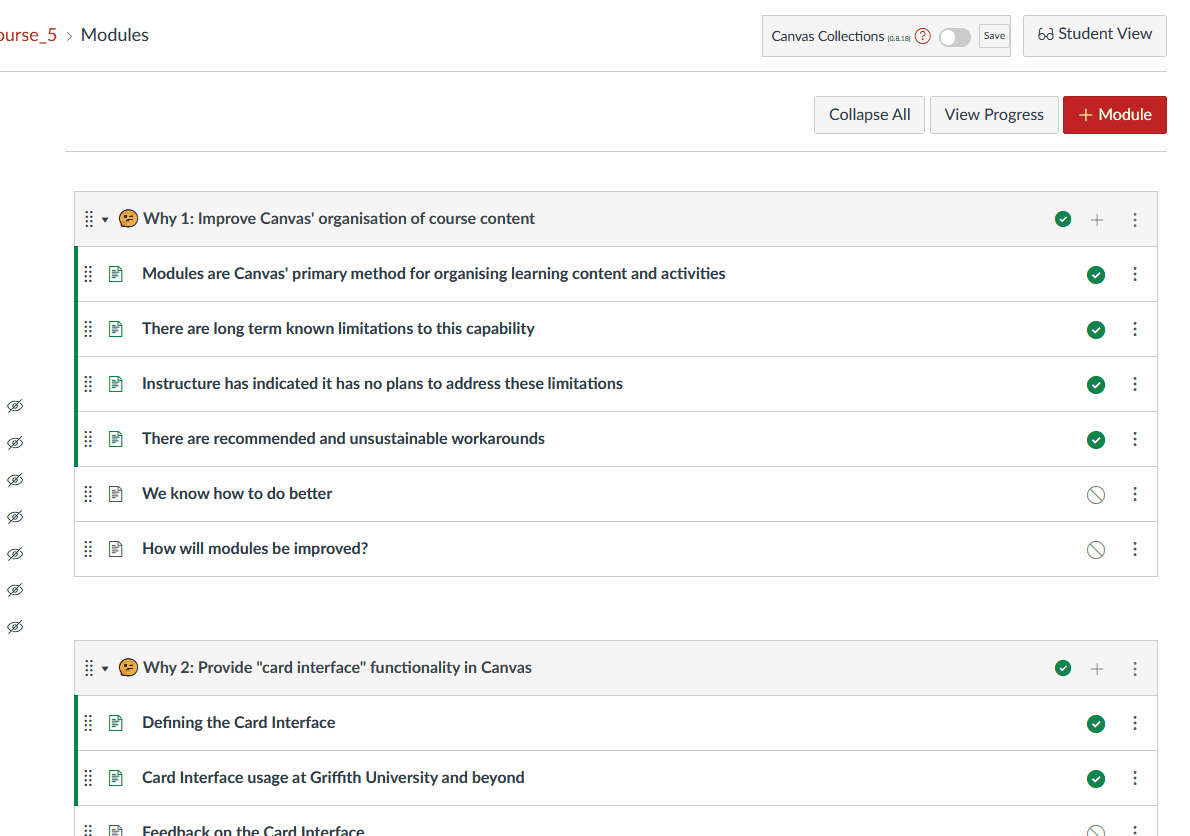 ourse_5 > Modules
Canvas Collections (0.8.18) ? Save
Student View
Collapse All
View Progress
+ Module
Why 1: Improve Canvas' organisation of course content
Modules are Canvas' primary method for organising learning content and activities
There are long term known limitations to this capability
Instructure has indicated it has no plans to address these limitations
There are recommended and unsustainable workarounds
We know how to do better
How will modules be improved?
Why 2: Provide "card interface" functionality in Canvas
Defining the Card Interface
Card Interface usage at Griffith University and beyond
Feedback on the Card Interface